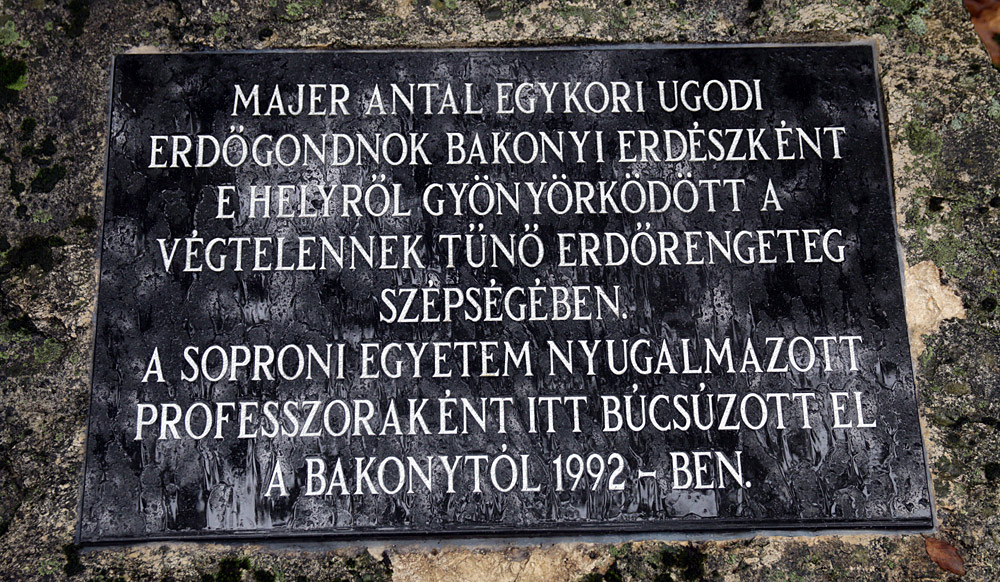 MAJER ANTAL EGYKORI UGODI
ERDŐGONDNOK BAKONYI ERDÉSZKÉNT
E HELYRŐL GYÖNYÖRKÖDÖTT A
VÉGTELENNEK TŰNŐ ERDŐRENGETEG
SZÉPSÉGÉBEN.
A SOPRONI EGYETEM NYUGALMAZOTT
PROFESSZORAKÉNT ITT BÚCSÚZOTT EL
A BAKONYTÓL 1992 – BEN.